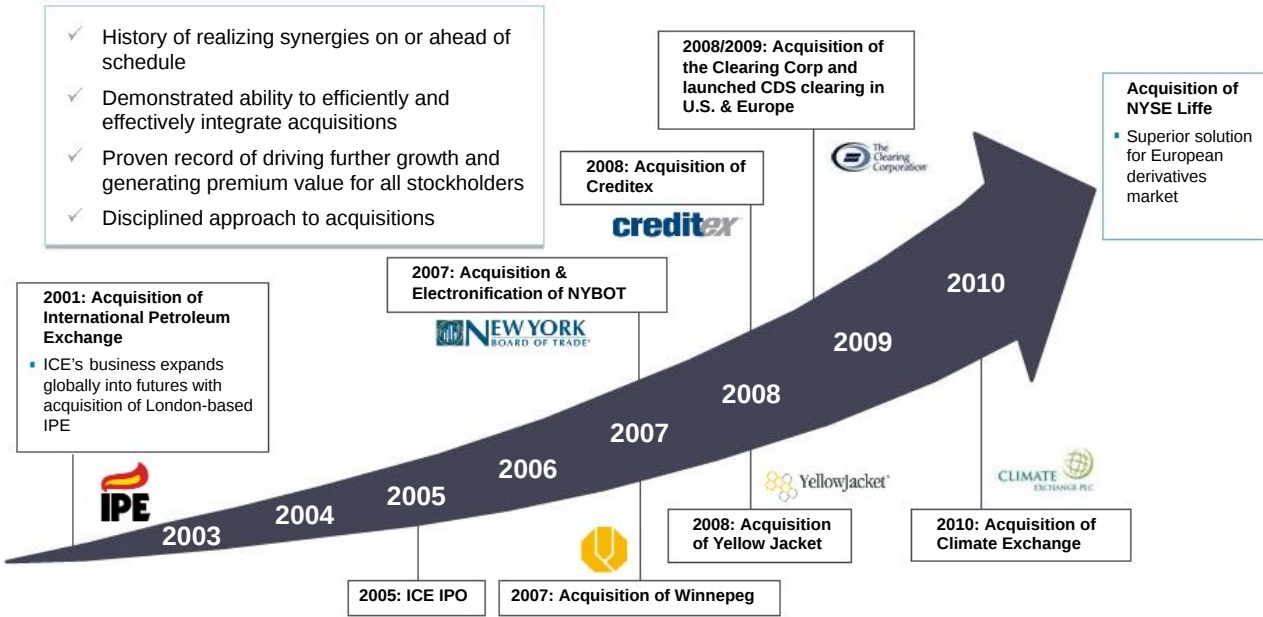 History of realizing synergies on or ahead of
schedule
Demonstrated ability to efficiently and
effectively integrate acquisitions
Proven record of driving further growth and
generating premium value for all stockholders
Disciplined approach to acquisitions
2008/2009: Acquisition of
the Clearing Corp and
launched CDS clearing in
U.S. & Europe
The
Clearing
Corporation
Acquisition of
NYSE Liffe
Superior solution
for European
derivatives
market
2008: Acquisition of
Creditex
creditex
2007: Acquisition &
Electronification of NYBOT
NEW YORK
BOARD OF TRADE
2001: Acquisition of
International Petroleum
Exchange
ICE’s business expands
globally into futures with
acquisition of London-based
IPE
IPE
2003
2004
2005
2006
2007
2008
2009
2010
YellowJacket
CLIMATE
EXCHANGE PLC
2008: Acquisition
of Yellow Jacket
2010: Acquisition of
Climate Exchange
2005: ICE IPO
2007: Acquisition of Winnepeg